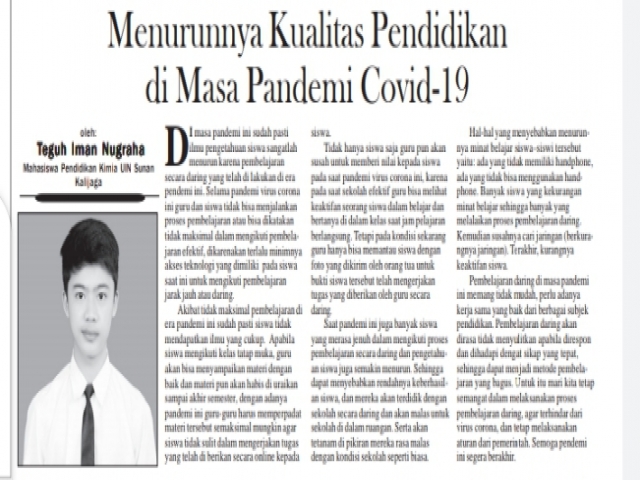 Menurunnya Kualitas Pendidikan
di Masa Pandemi Covid-19
oleh:
Teguh Iman Nugraha
Mahasiswa Pendidikan Kimia UIN Sunan
Kalijaga
DI masa pandemi ini sudah pasti
ilmu pengetahuan siswa sangatlah
menurun karena pembelajaran
secara daring yang telah di lakukan di era
pendemi ini. Selama pandemi virus corona
ini guru dan siswa tidak bisa menjalankan
proses pembelajaran atau bisa dikatakan
tidak maksimal dalam mengikuti pembela-
jaran efektif, dikarenakan terlalu minimnya
akses teknologi yang dimiliki pada siswa
saat ini untuk mengikuti pembelajaran
jarak jauh atau daring.
Akibat tidak maksimal pembelajaran di
era pandemi ini sudah pasti siswa tidak
mendapatkan ilmu yang cukup. Apabila
siswa mengikuti kelas tatap muka, guru
akan bisa menyampaikan materi dengan
baik dan materi pun akan habis di uraikan
sampai akhir semester, dengan adanya
pandemi ini guru-guru harus memperpadat
materi tersebut semaksimal mungkin agar
siswa tidak sulit dalam mengerjakan tugas
yang telah di berikan secara online kepada
siswa.
Tidak hanya siswa saja guru pun akan
susah untuk memberi nilai kepada siswa
pada saat pandemi virus corona ini, karena
pada saat sekolah efektif guru bisa melihat
keaktifan seorang siswa dalam belajar dan
bertanya di dalam kelas saat jam pelajaran
berlangsung. Tetapi pada kondisi sekarang
guru hanya bisa memantau siswa dengan
foto yang dikirim oleh orang tua untuk
bukti siswa tersebut telah mengerjakan
tugas yang diberikan oleh guru secara
daring.
Saat pandemi ini juga banyak siswa
yang merasa jenuh dalam mengikuti proses
pembelajaran secara daring dan pengetahu-
an siswa juga semakin menurun. Sehingga
dapat menyebabkan rendahnya keberhasil-
an siswa, dan mereka akan terdidik dengan
sekolah secara daring dan akan malas untuk
sekolah di dalam ruangan. Serta akan
tetanam di pikiran mereka rasa malas
dengan kondisi sekolah seperti biasa.
Hal-hal yang menyebabkan menurun-
nya minat belajar siswa–siswi tersebut
yaitu: ada yang tidak memiliki handphone,
ada yang tidak bisa menggunakan hand-
phone. Banyak siswa yang kekurangan
minat belajar sehingga banyak yang
melalaikan proses pembelajaran daring.
Kemudian susahnya cari jaringan (berkura-
ngnya jaringan). Terakhir, kurangnya
keaktifan siswa.
Pembelajaran daring di masa pandemi
ini memang tidak mudah, perlu adanya
kerja sama yang baik dari berbagai subjek
pendidikan. Pembelajaran daring akan
dirasa tidak menyulitkan apabila direspon
dan dihadapi dengat sikap yang tepat,
sehingga dapat menjadi metode pembela-
jaran yang bagus. Untuk itu mari kita tetap
semangat dalam melaksanakan proses
pembelajaran daring, agar terhindar dari
virus corona, dan tetap melaksanakan
aturan dari pemerintah. Semoga pandemi
ini segera berakhir.